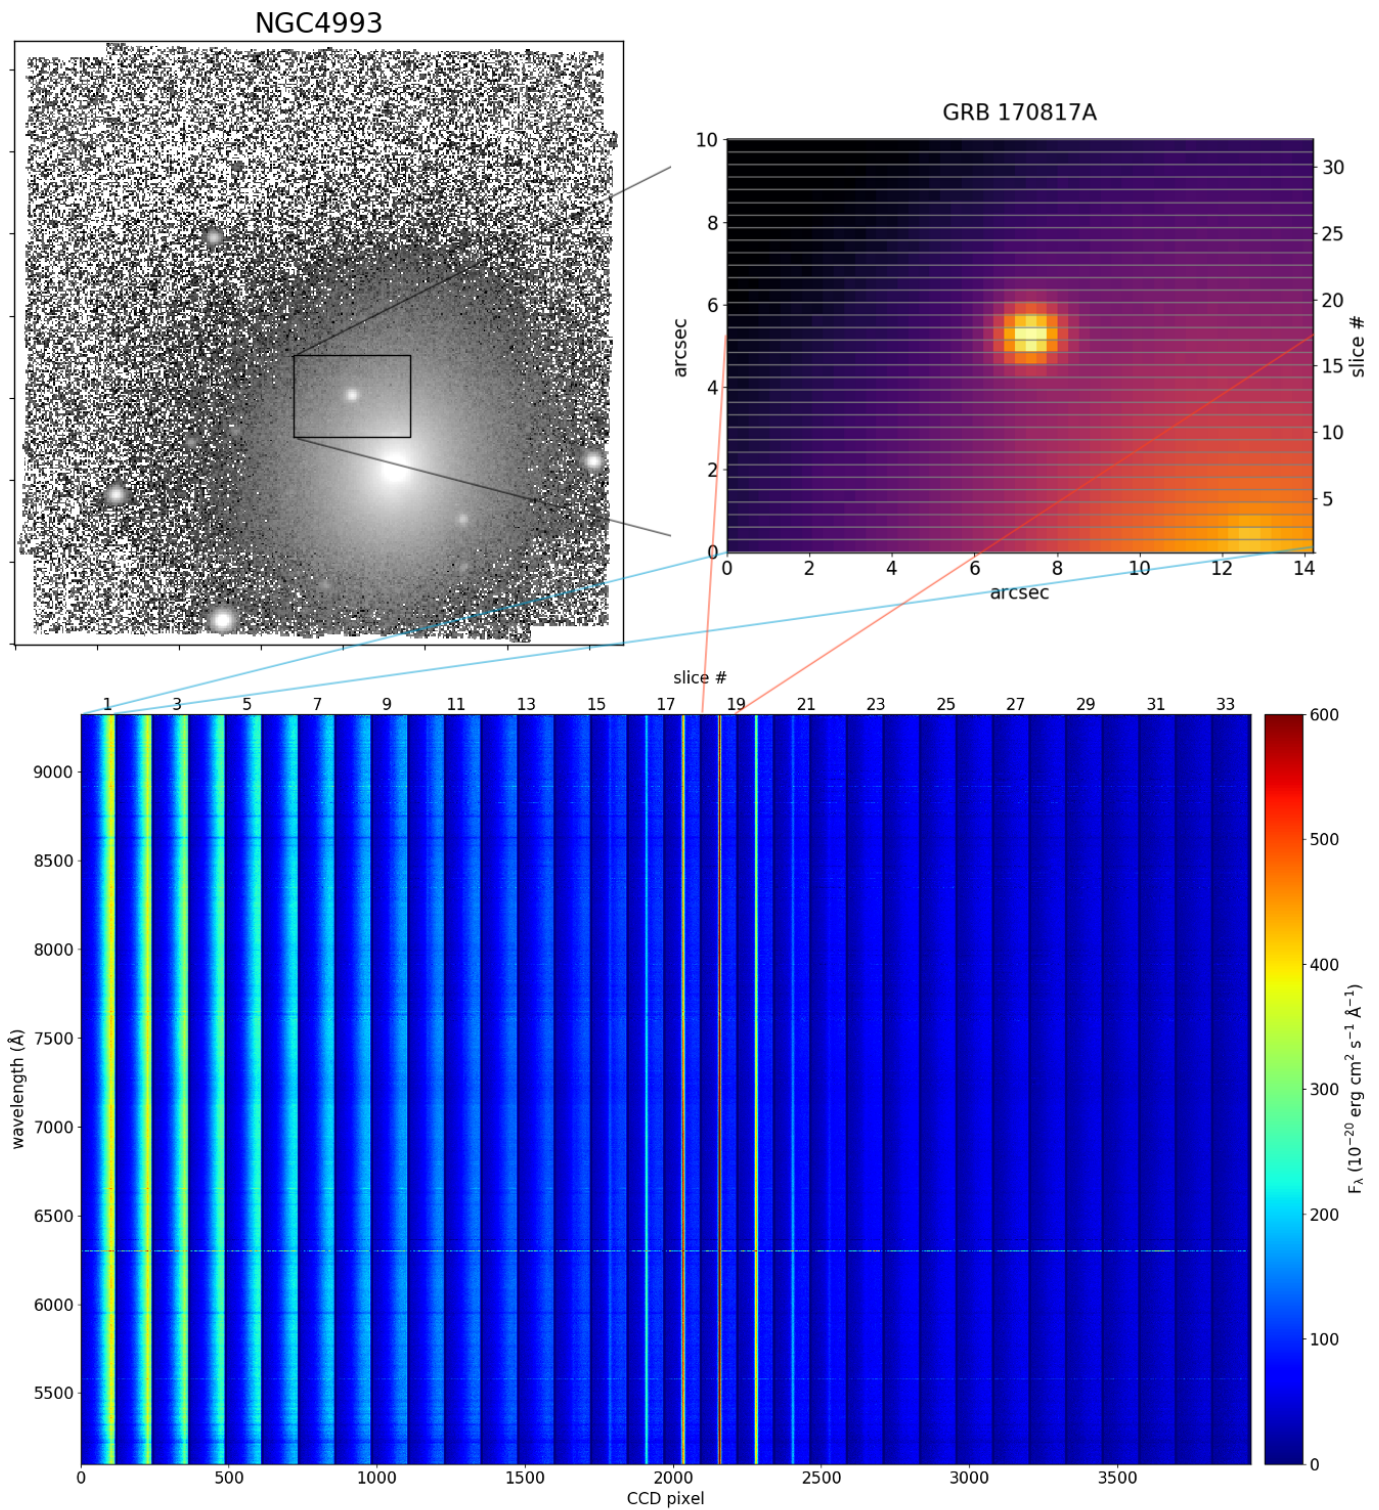 NGC4993
GRB 170817A
10
8
6
4
2
0
arcsec
30
25
20
15
10
5
slice #
0 2 4 6 8 10 12 14
arcsec
slice #
1 3 5 7 9 11 13 15 17 19 21 23 25 27 29 31 33
9000
8500
8000
7500
7000
6500
6000
5500
wavelength (Å)
0 500 1000 1500 2000 2500 3000 3500
CCD pixel
600
500
400
300
200
100
0
Fλ (10⁻²⁰ erg cm² s⁻¹ Å⁻¹)